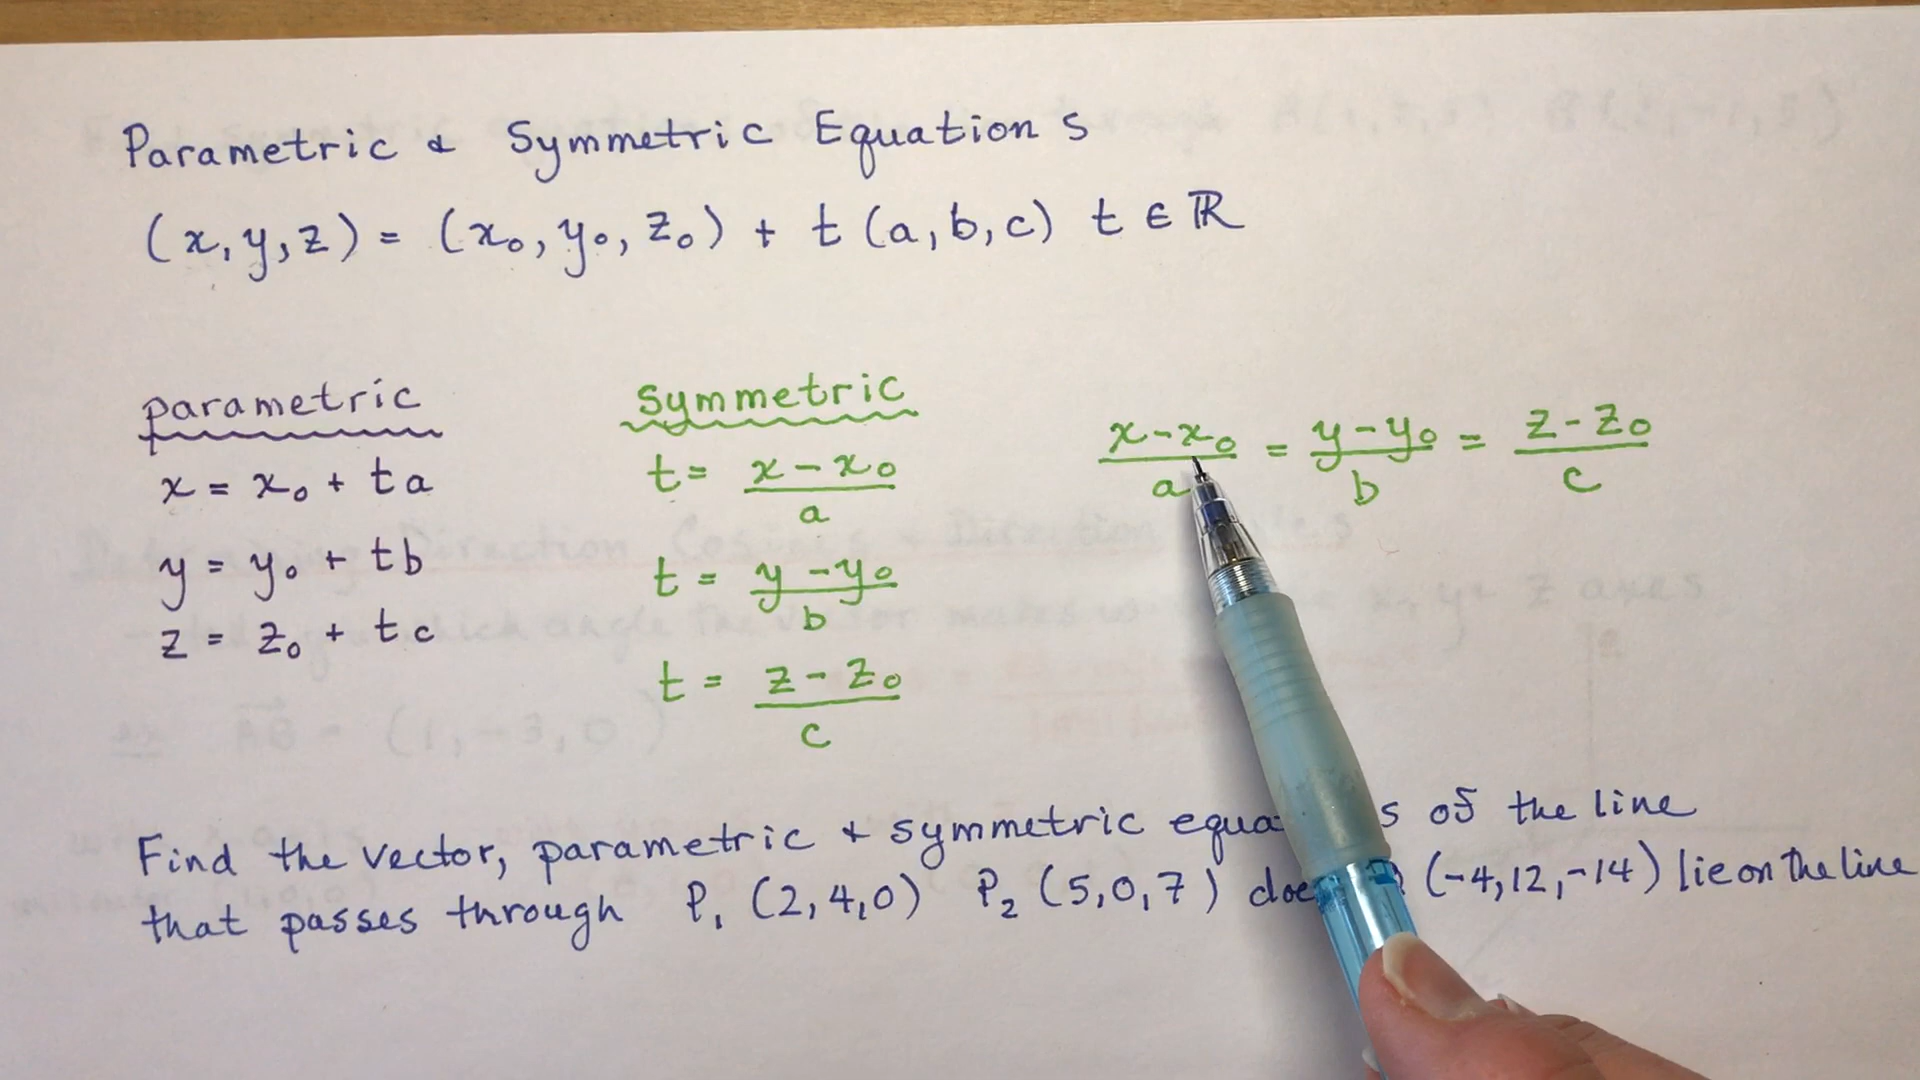 Parametric & Symmetric Equations
(x, y, z) = (x₀, y₀, z₀) + t (a, b, c) t ∈ ℝ
parametric
x = x₀ + ta
y = y₀ + tb
z = z₀ + tc
Symmetric
t = x - x₀ / a
t = y - y₀ / b
t = z - z₀ / c
x - x₀ / a = y - y₀ / b = z - z₀ / c
Find the vector, parametric & symmetric of the line
that passes through P₁ (2, 4, 0) P₂ (5, 0, 7) (-4, 12, -14) lie on the line